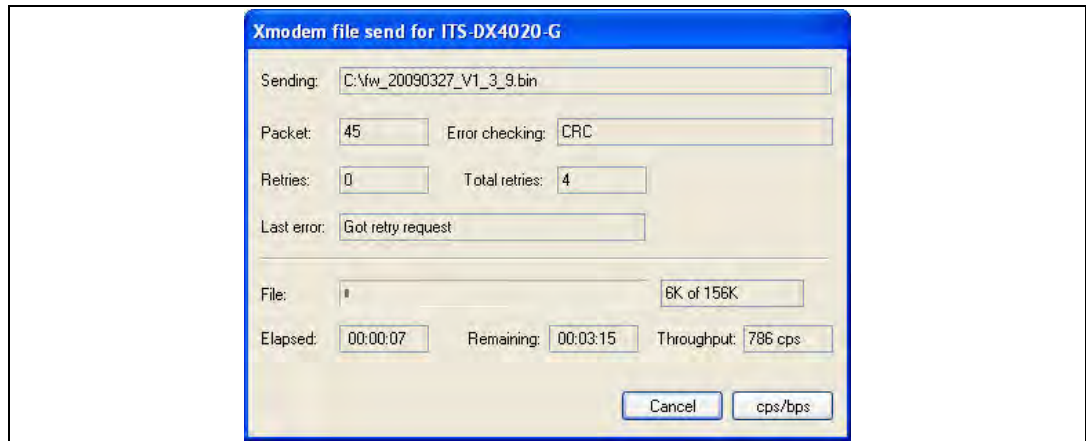 Xmodem file send for ITS-DX4020-G
Sending: C:\fw_20090327_V1_3_9.bin
Packet: 45 Error checking: CRC
Retries: 0 Total retries: 4
Last error: Got retry request
File: 6K of 156K
Elapsed: 00:00:07 Remaining: 00:03:15 Throughput: 786 cps
Cancel cps/bps